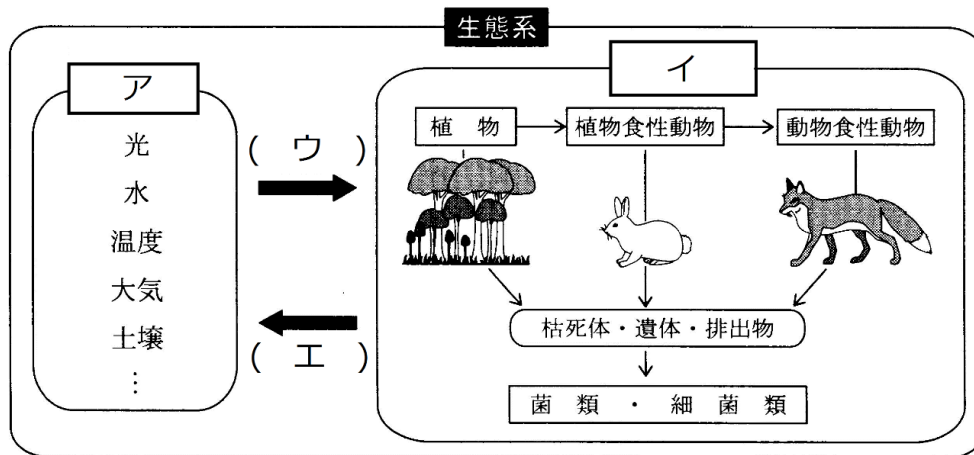 生態系
ア
光
水
温度
大気
土壌
⋮
( ウ )
( エ )
イ
植物
植物食性動物
動物食性動物
枯死体・遺体・排出物
菌類・細菌類